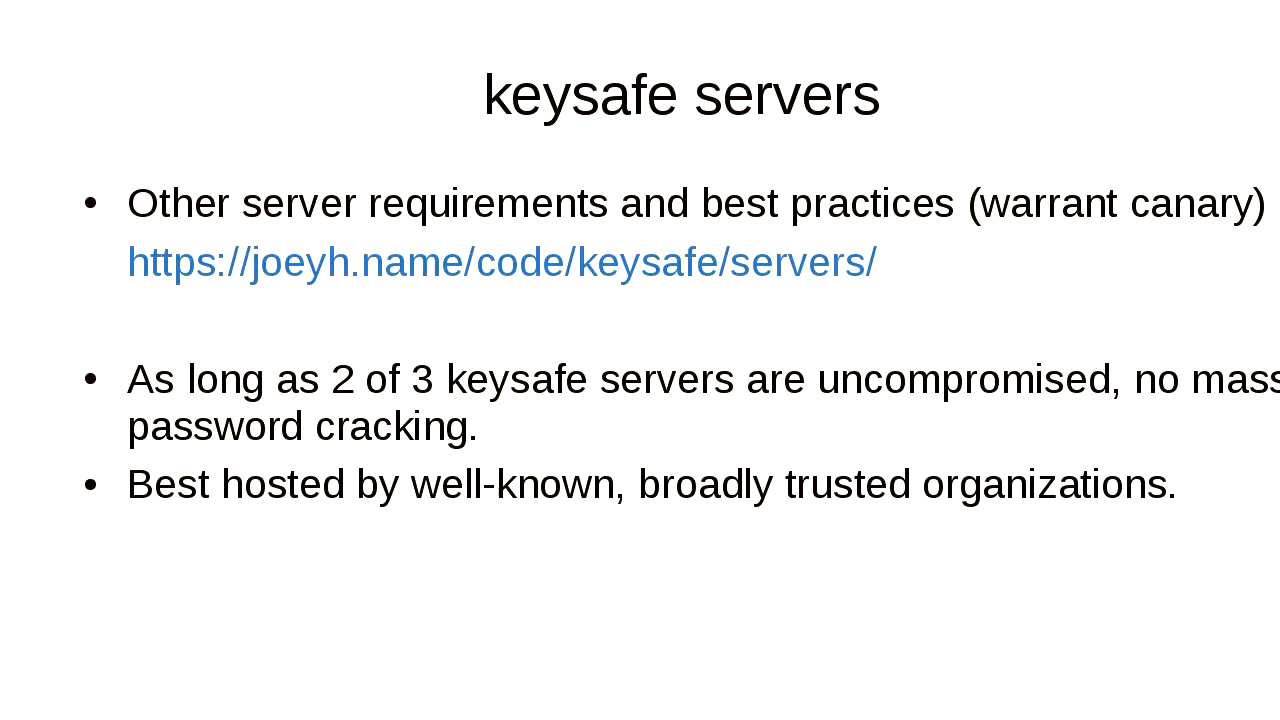 keysafe servers
• Other server requirements and best practices (warrant canary)
https://joeyh.name/code/keysafe/servers/
• As long as 2 of 3 keysafe servers are uncompromised, no mass
password cracking.
• Best hosted by well-known, broadly trusted organizations.